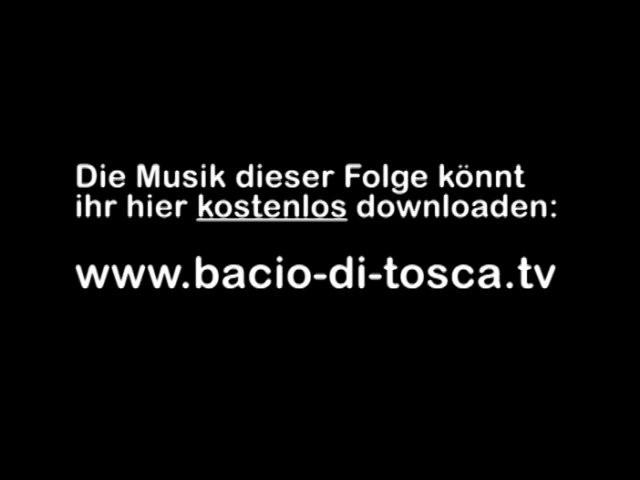 Die Musik dieser Folge könnt
ihr hier kostenlos downloaden:
www.bacio-di-tosca.tv